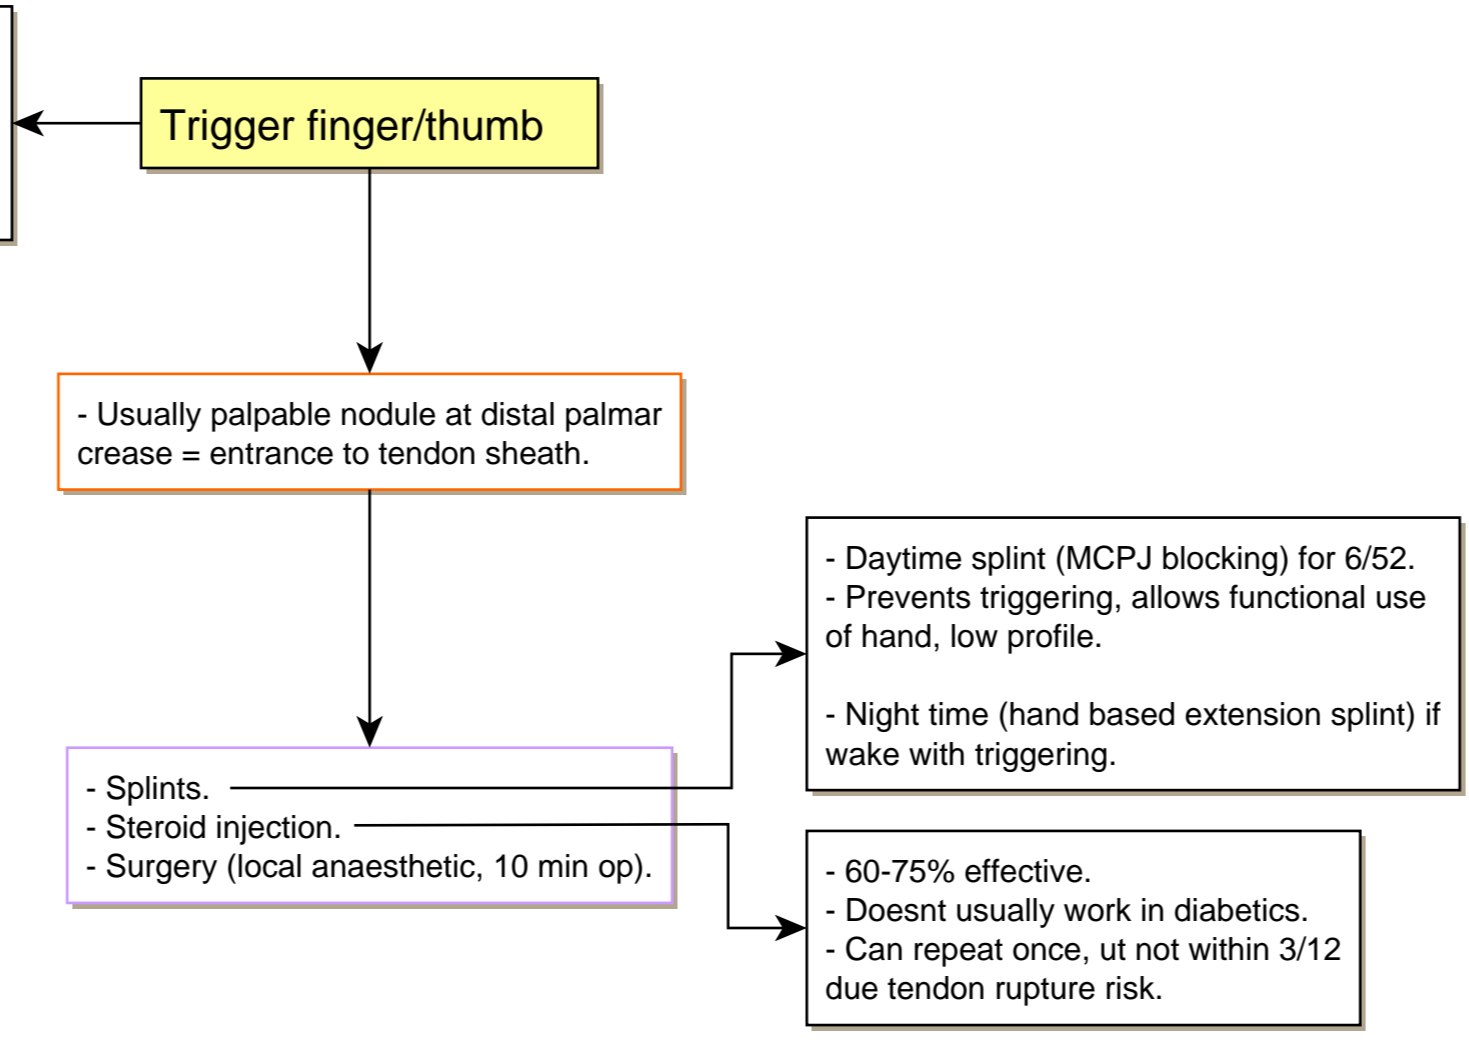 Trigger finger/thumb
- Usually palpable nodule at distal palmar
crease = entrance to tendon sheath.
- Splints.
- Steroid injection.
- Surgery (local anaesthetic, 10 min op).
- Daytime splint (MCPJ blocking) for 6/52.
- Prevents triggering, allows functional use
of hand, low profile.
- Night time (hand based extension splint) if
wake with triggering.
- 60-75% effective.
- Doesnt usually work in diabetics.
- Can repeat once, ut not within 3/12
due tendon rupture risk.